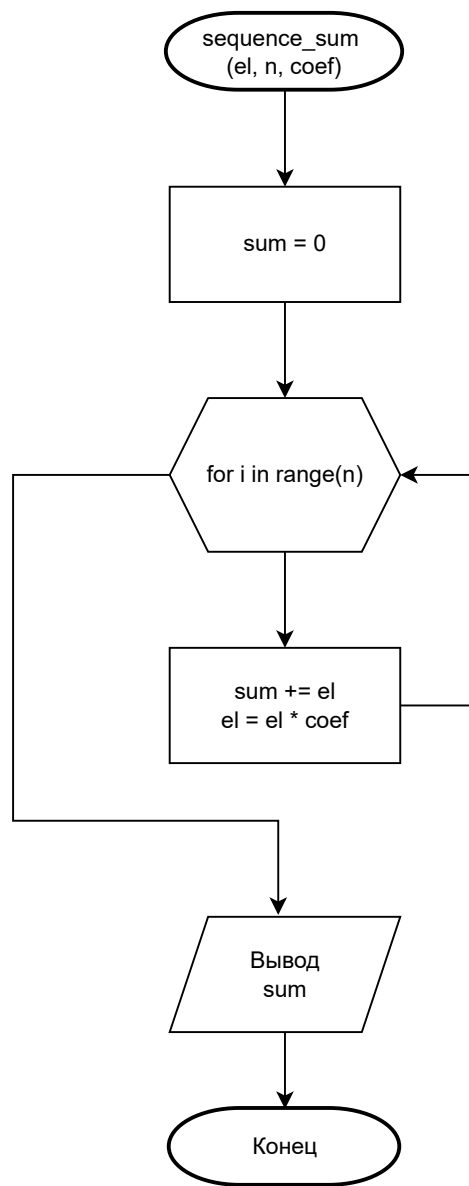 sequence_sum
(el, n, coef)
sum = 0
for i in range(n)
sum += el
el = el * coef
Вывод
sum
Конец